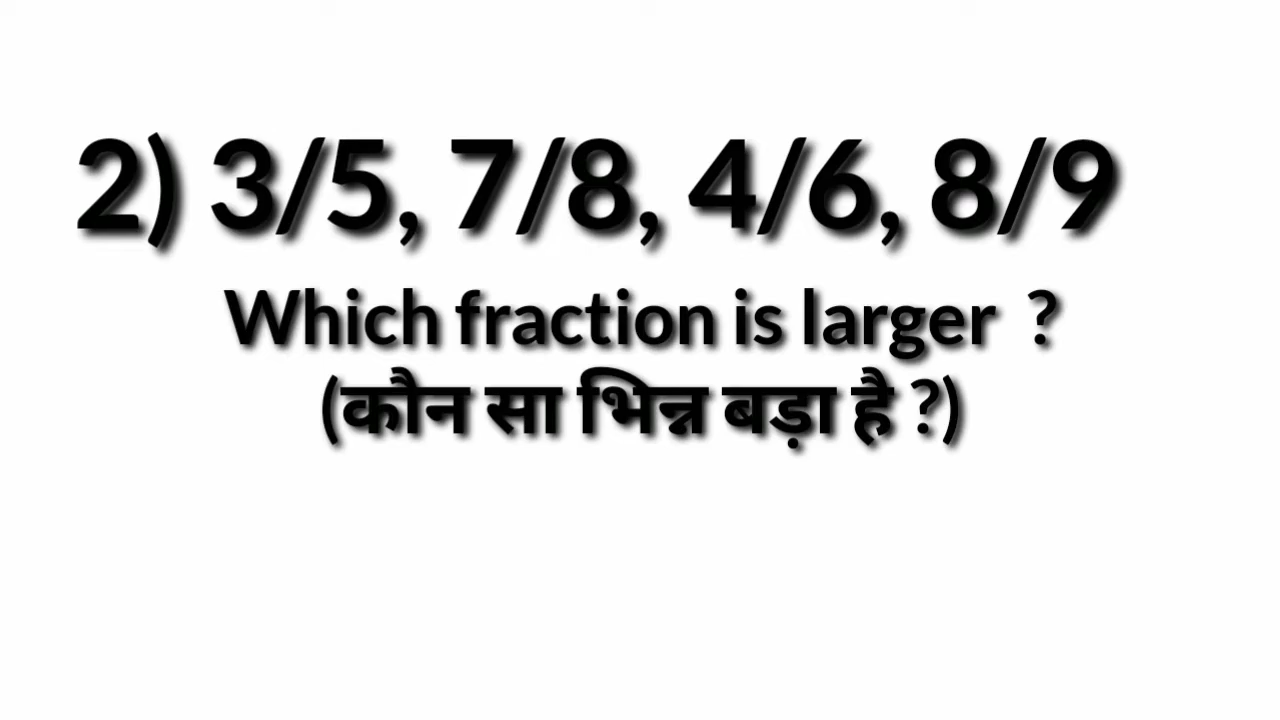 2) 3/5, 7/8, 4/6, 8/9
Which fraction is larger ?
(कौन सा भिन्न बड़ा है ?)